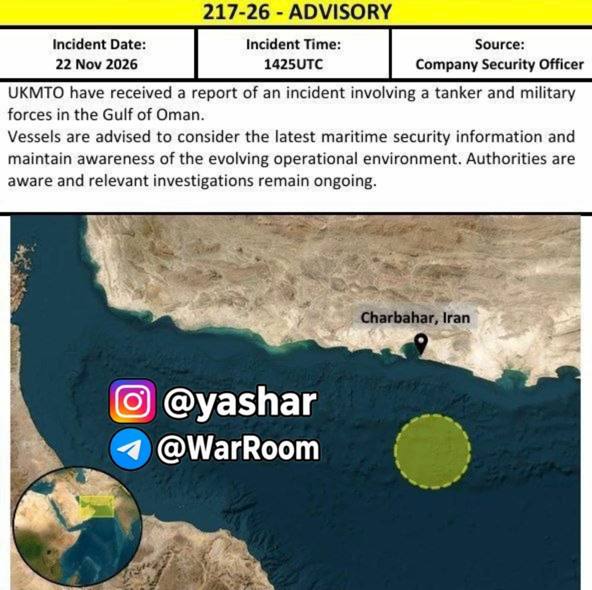 217-26 - ADVISORY
Incident Date:
22 Nov 2026
Incident Time:
1425UTC
Source:
Company Security Officer
UKMTO have received a report of an incident involving a tanker and military
forces in the Gulf of Oman.
Vessels are advised to consider the latest maritime security information and
maintain awareness of the evolving operational environment. Authorities are
aware and relevant investigations remain ongoing.
Charbahar, Iran
@yashar
@WarRoom